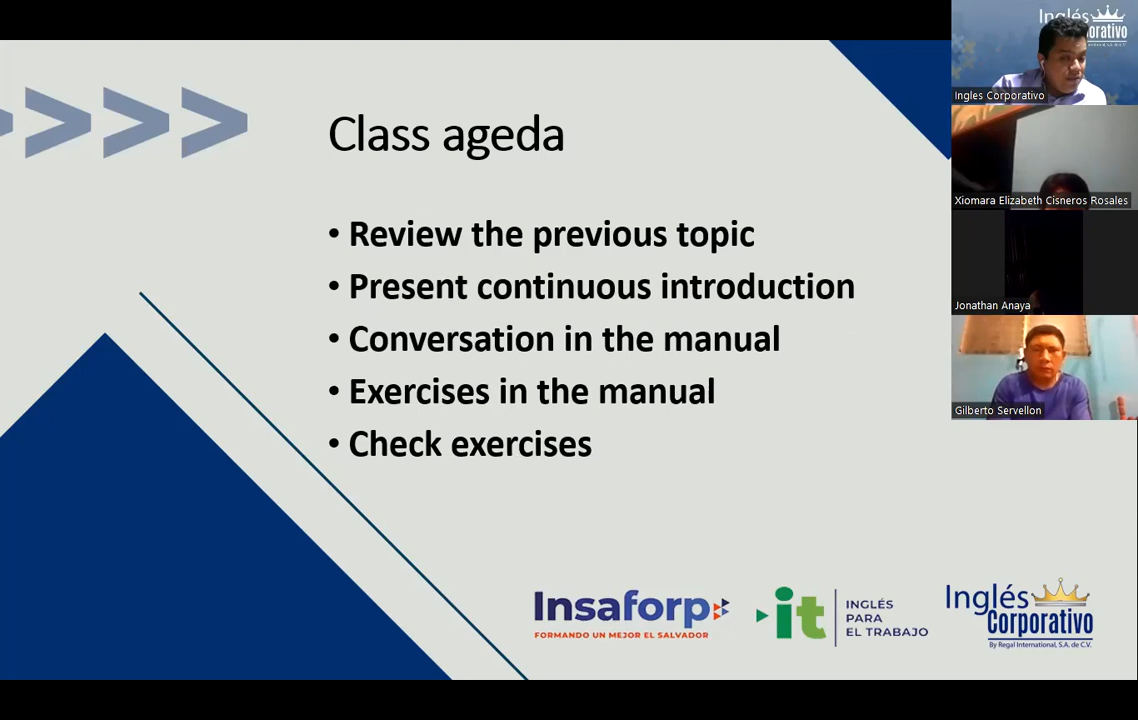 Class ageda
• Review the previous topic
• Present continuous introduction
• Conversation in the manual
• Exercises in the manual
• Check exercises
Insaforp
FORMANDO UN MEJOR EL SALVADOR
it
INGLÉS
PARA
EL TRABAJO
Inglés
Corporativo
By Regal International, S.A. de C.V.
Inglés
orporativo
Ingles Corporativo
Xiomara Elizabeth Cisneros Rosales
Jonathan Anaya
Gilberto Servellon